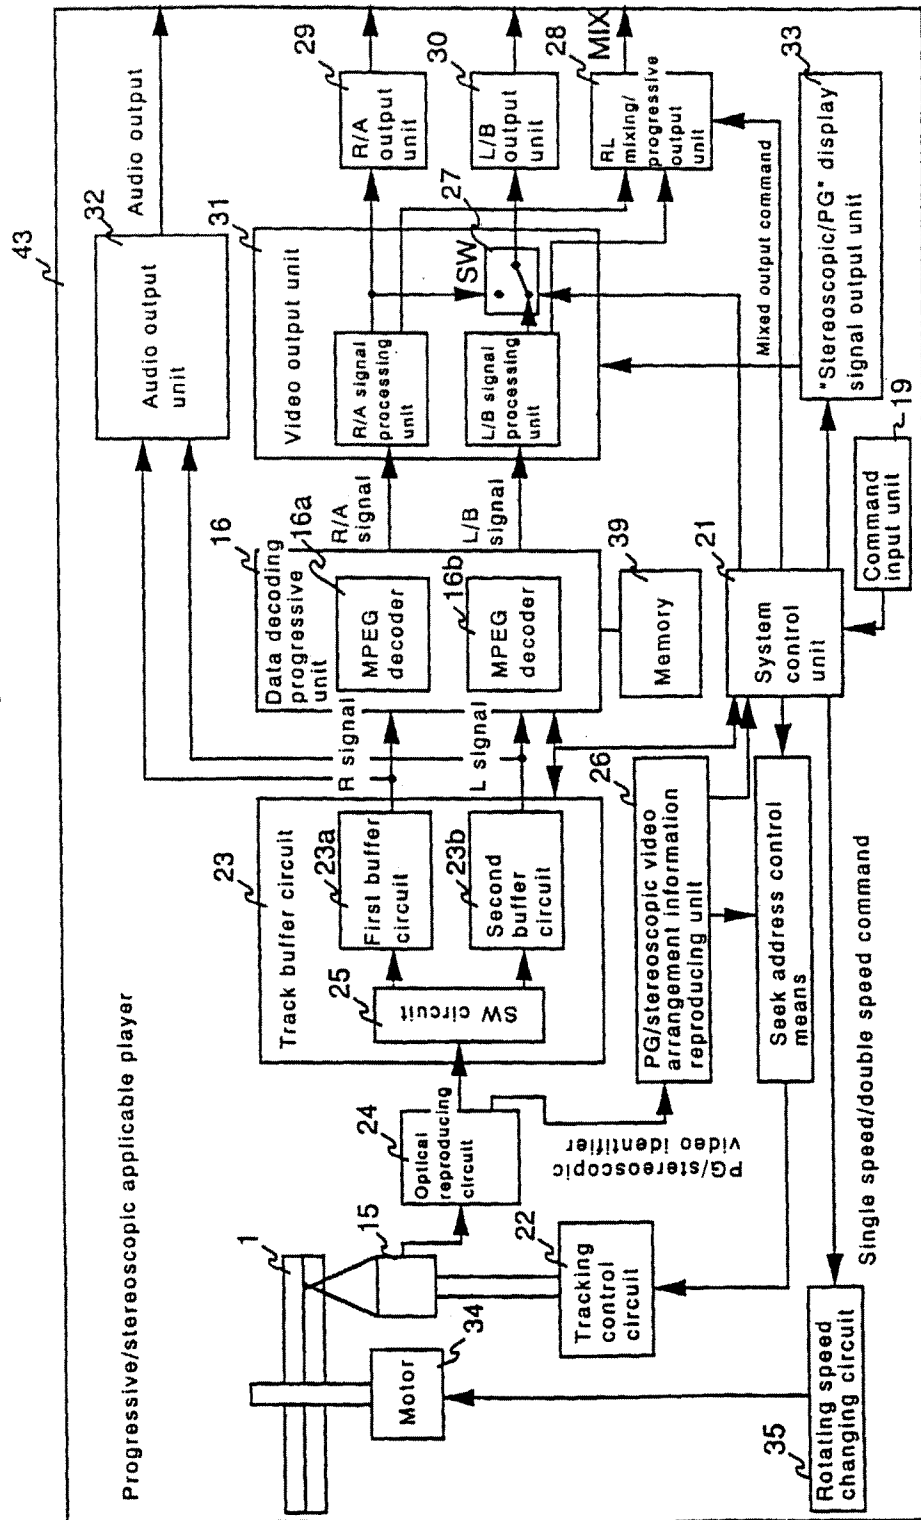 43
Progressive/stereoscopic applicable player
1
15
34
Motor
22
Tracking
control
circuit
35
Rotating speed
changing circuit
24
Optical
reproducing
circuit
PG/stereoscopic
video identifier
23
Track buffer circuit
25
SW circuit
23a
First buffer
circuit
23b
Second
buffer
circuit
R signal
L signal
26
PG/stereoscopic video
arrangement information
reproducing unit
Seek address control
means
Single speed/double speed command
16
Data decoding
progressive
unit
16a
MPEG
decoder
16b
MPEG
decoder
39
Memory
21
System
control
unit
19
Command
input unit
R/A
signal
L/B
signal
32
Audio output
unit
Audio output
31
Video output unit
R/A signal
processing
unit
L/B signal
processing
unit
SW
27
29
R/A
output
unit
30
L/B
output
unit
28
RL
mixing/
progressive
output
unit
MIX
Mixed output command
33
"Stereoscopic/PG" display
signal output unit